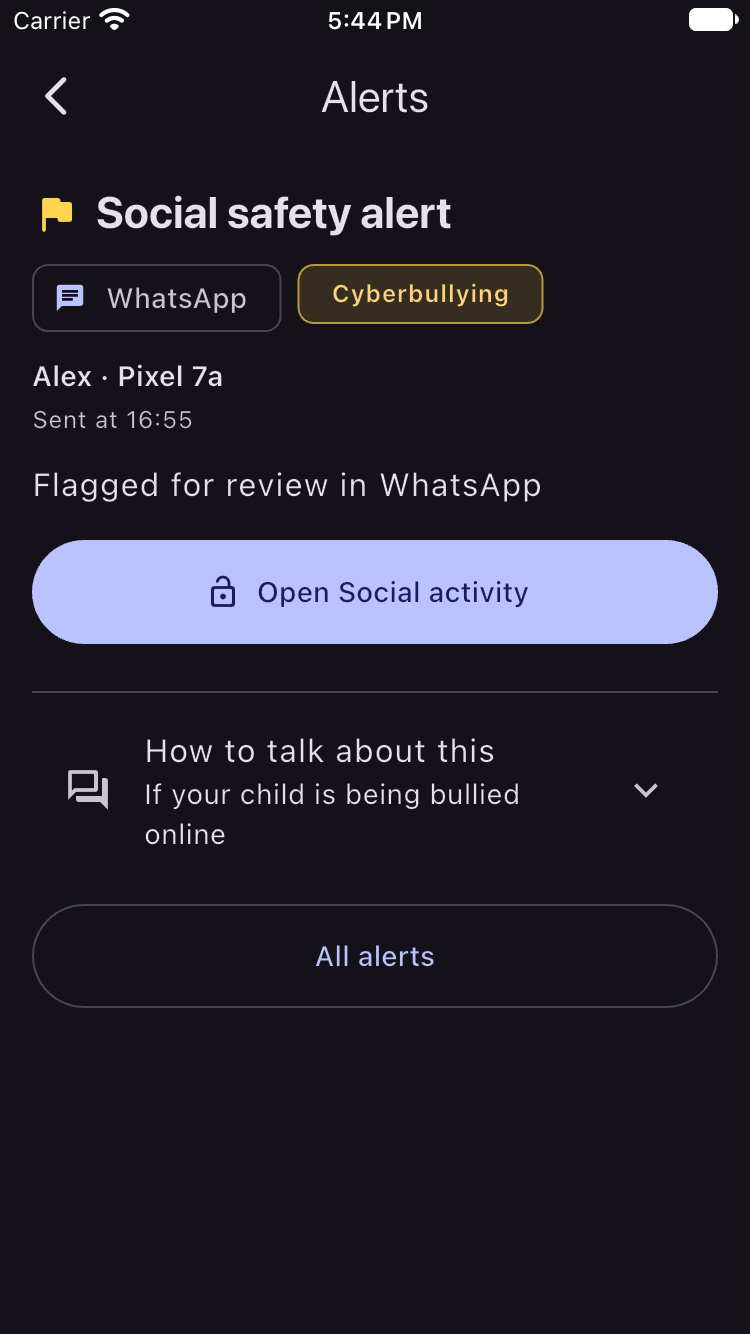 Carrier 5:44 PM
Alerts
Social safety alert
WhatsApp Cyberbullying
Alex · Pixel 7a
Sent at 16:55
Flagged for review in WhatsApp
Open Social activity
How to talk about this
If your child is being bullied
online
All alerts